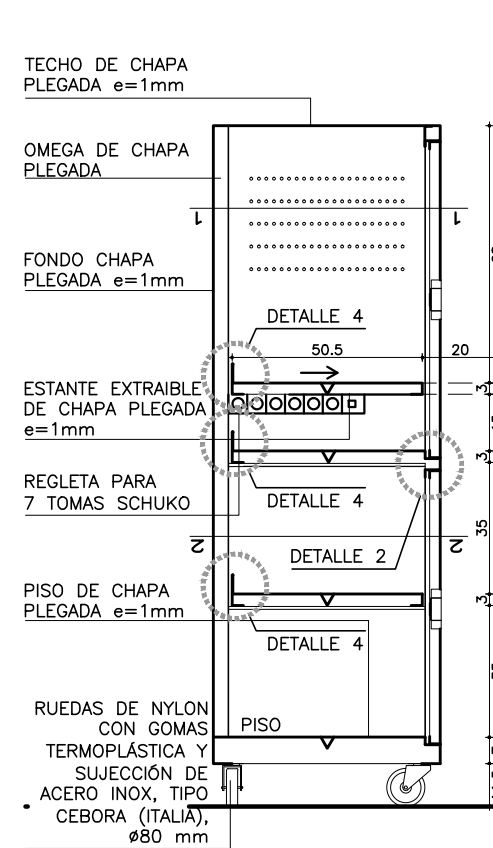 TECHO DE CHAPA
PLEGADA e=1mm
OMEGA DE CHAPA
PLEGADA
1
1
FONDO CHAPA
PLEGADA e=1mm
DETALLE 4
50.5
20
3
ESTANTE EXTRAIBLE
DE CHAPA PLEGADA
e=1mm
3
REGLETA PARA
7 TOMAS SCHUKO
DETALLE 4
35
2
2
DETALLE 2
PISO DE CHAPA
PLEGADA e=1mm
3
DETALLE 4
RUEDAS DE NYLON
CON GOMAS
TERMOPLÁSTICA Y
SUJECCIÓN DE
ACERO INOX, TIPO
CEBORA (ITALIA),
ø80 mm
PISO